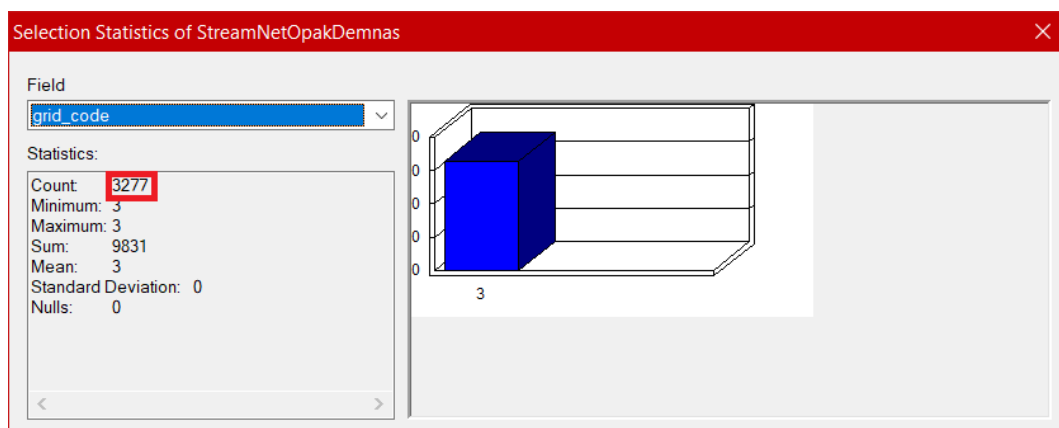 Selection Statistics of StreamNetOpakDemnas
Field
grid_code
Statistics:
Count: 3277
Minimum: 3
Maximum: 3
Sum: 9831
Mean: 3
Standard Deviation: 0
Nulls: 0
0
0
0
0
0
3